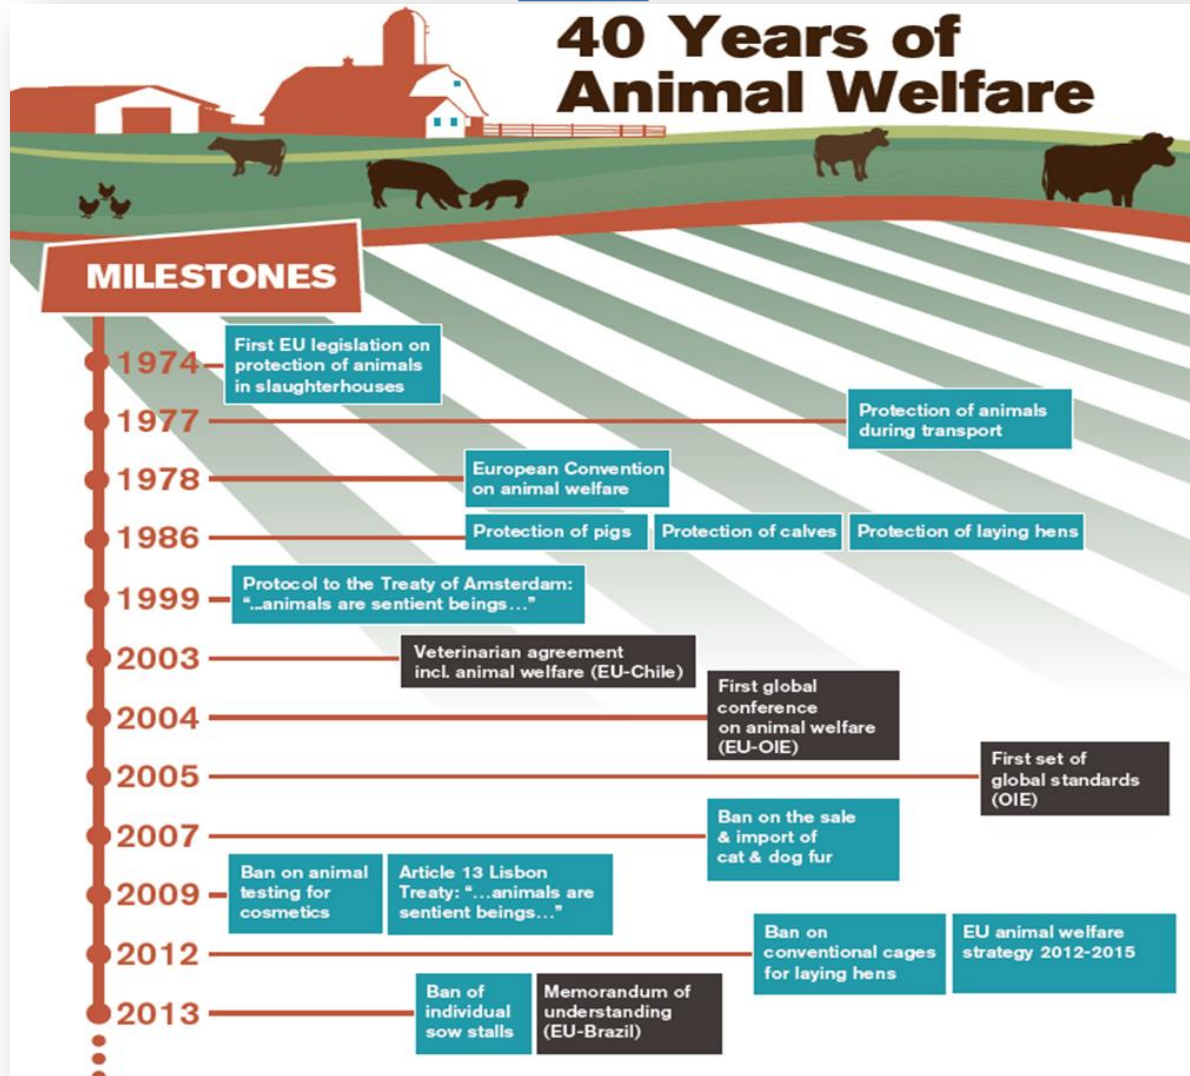 40 Years of
Animal Welfare
MILESTONES
1974
First EU legislation on
protection of animals
in slaughterhouses
1977
Protection of animals
during transport
1978
European Convention
on animal welfare
1986
Protection of pigs
Protection of calves
Protection of laying hens
1999
Protocol to the Treaty of Amsterdam:
“...animals are sentient beings...”
2003
Veterinarian agreement
incl. animal welfare (EU-Chile)
2004
First global
conference
on animal welfare
(EU-OIE)
2005
First set of
global standards
(OIE)
2007
Ban on the sale
& import of
cat & dog fur
2009
Ban on animal
testing for
cosmetics
Article 13 Lisbon
Treaty: “...animals are
sentient beings...”
2012
Ban on
conventional cages
for laying hens
EU animal welfare
strategy 2012-2015
2013
Ban of
individual
sow stalls
Memorandum of
understanding
(EU-Brazil)